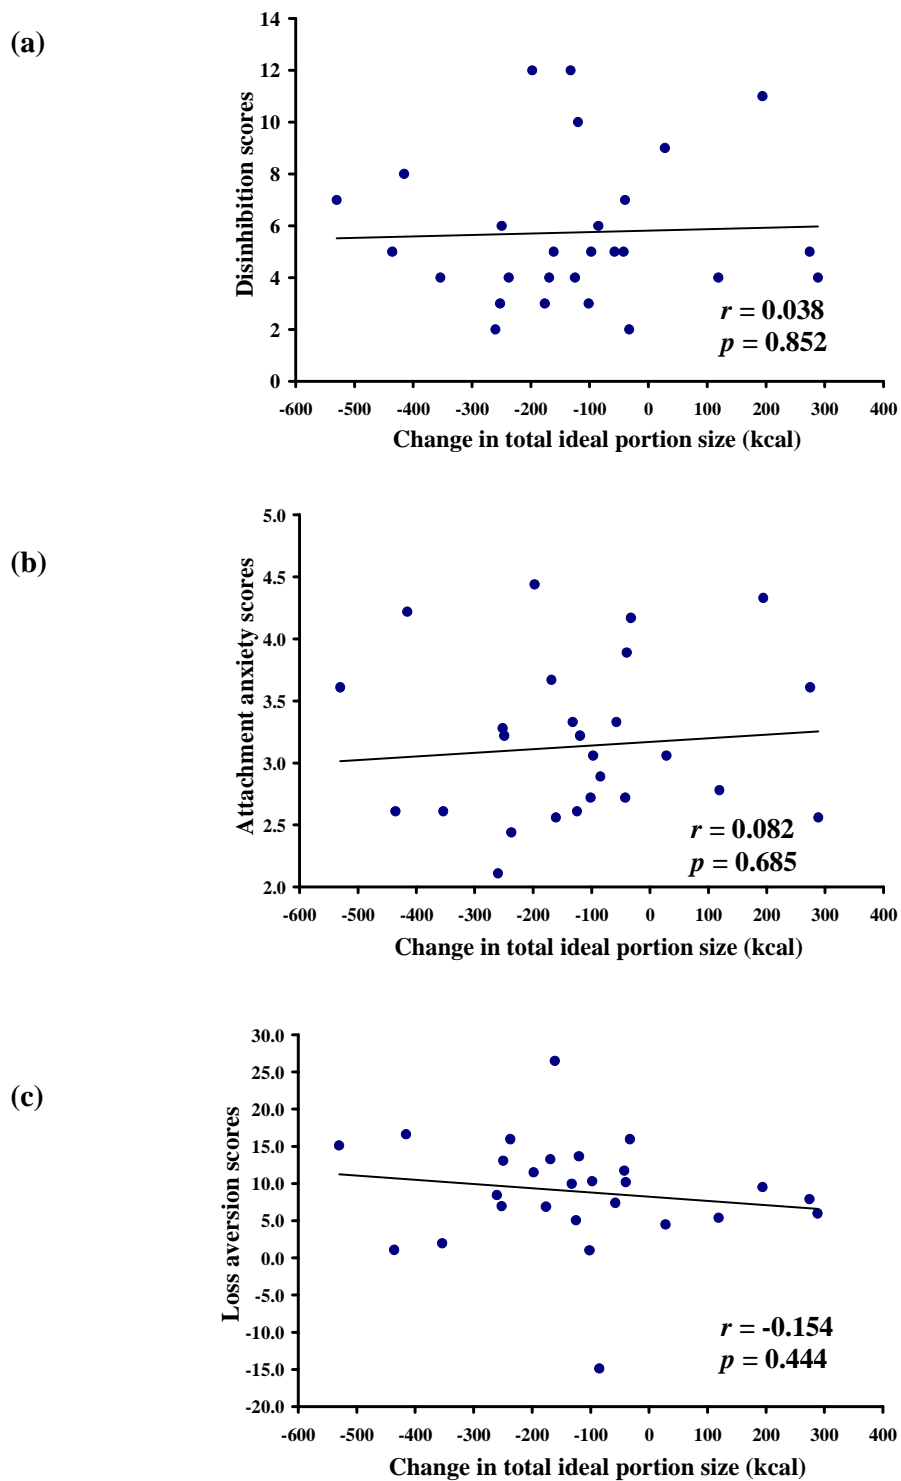 (a)
14
12
10
8
6
4
2
0
Disinhibition scores
r = 0.038
p = 0.852
-600 -500 -400 -300 -200 -100 0 100 200 300 400
Change in total ideal portion size (kcal)
(b)
5.0
4.5
4.0
3.5
3.0
2.5
2.0
Attachment anxiety scores
r = 0.082
p = 0.685
-600 -500 -400 -300 -200 -100 0 100 200 300 400
Change in total ideal portion size (kcal)
(c)
30.0
25.0
20.0
15.0
10.0
5.0
0.0
-5.0
-10.0
-15.0
-20.0
Loss aversion scores
r = -0.154
p = 0.444
-600 -500 -400 -300 -200 -100 0 100 200 300 400
Change in total ideal portion size (kcal)